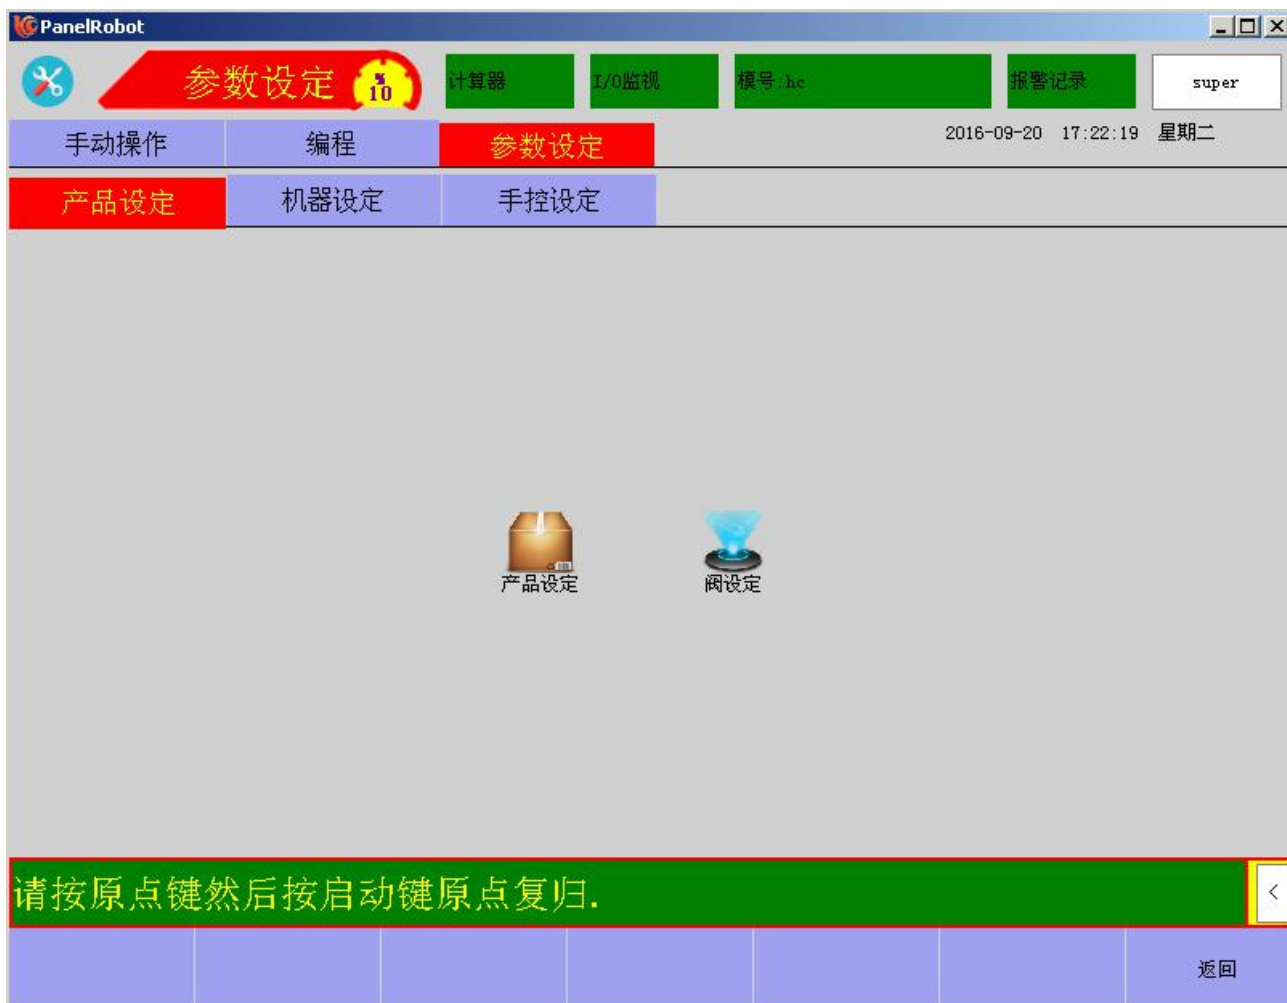 PanelRobot
参数设定 % 10 计算器 I/O监视 模号:hc 报警记录 super
手动操作 编程 参数设定 2016-09-20 17:22:19 星期二
产品设定 机器设定 手控设定
产品设定 阀设定
请按原点键然后按启动键原点复归. <
返回